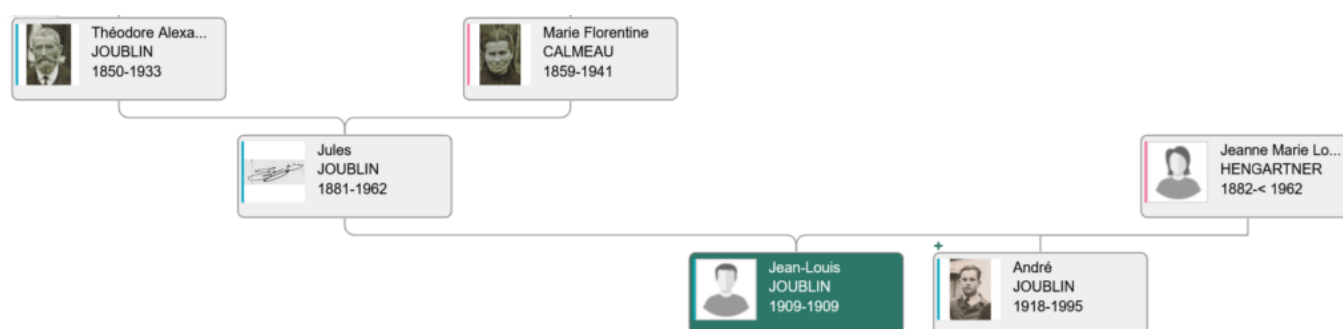 Théodore Alexa...
JOUBLIN
1850-1933
Marie Florentine
CALMEAU
1859-1941
Jules
JOUBLIN
1881-1962
Jeanne Marie Lo...
HENGARTNER
1882-< 1962
+
Jean-Louis
JOUBLIN
1909-1909
André
JOUBLIN
1918-1995